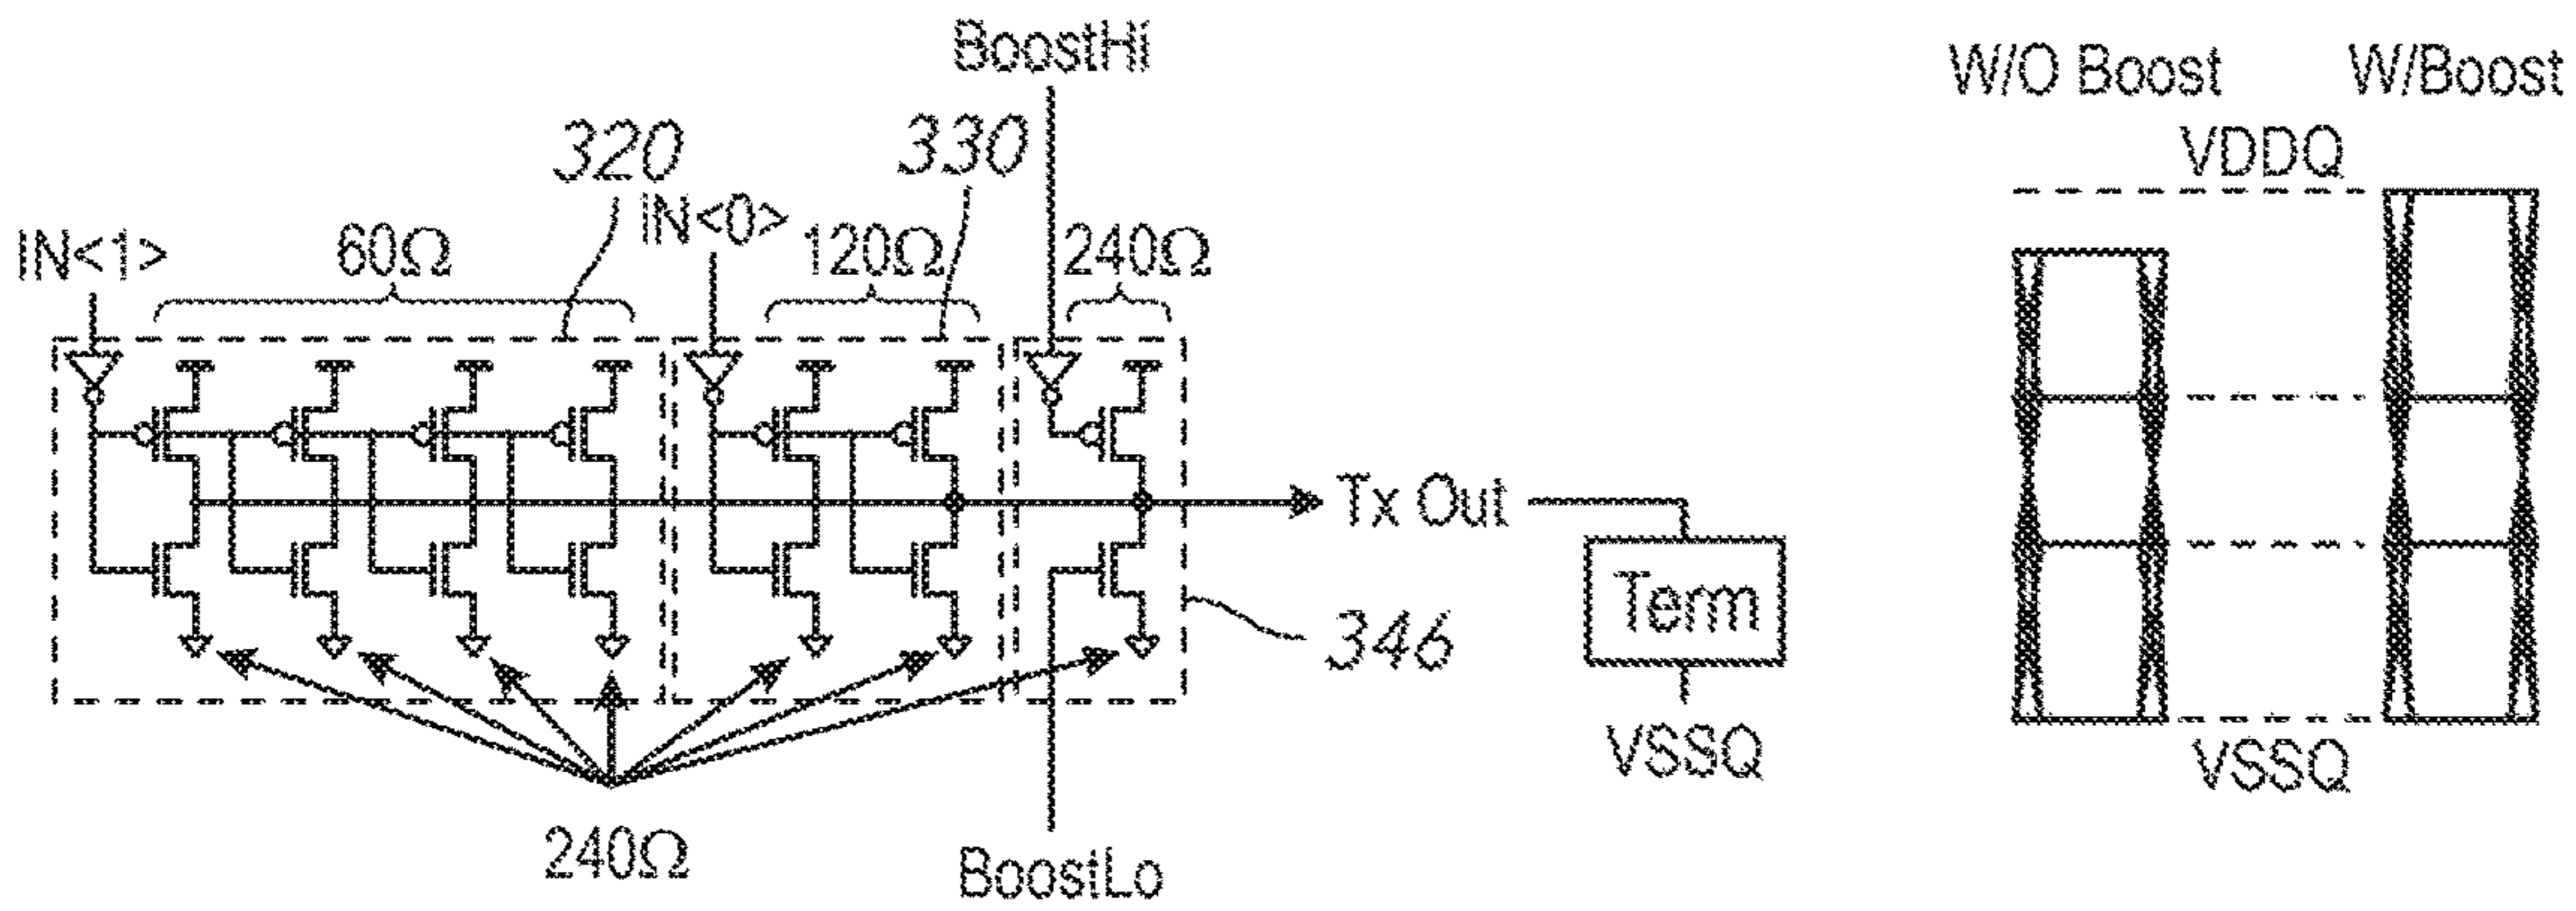 BoostHi
W/O Boost
W/Boost
320
330
VDDQ
IN<1>
60Ω
IN<0>
120Ω
240Ω
Tx Out
Term
346
VSSQ
VSSQ
240Ω
BoostLo